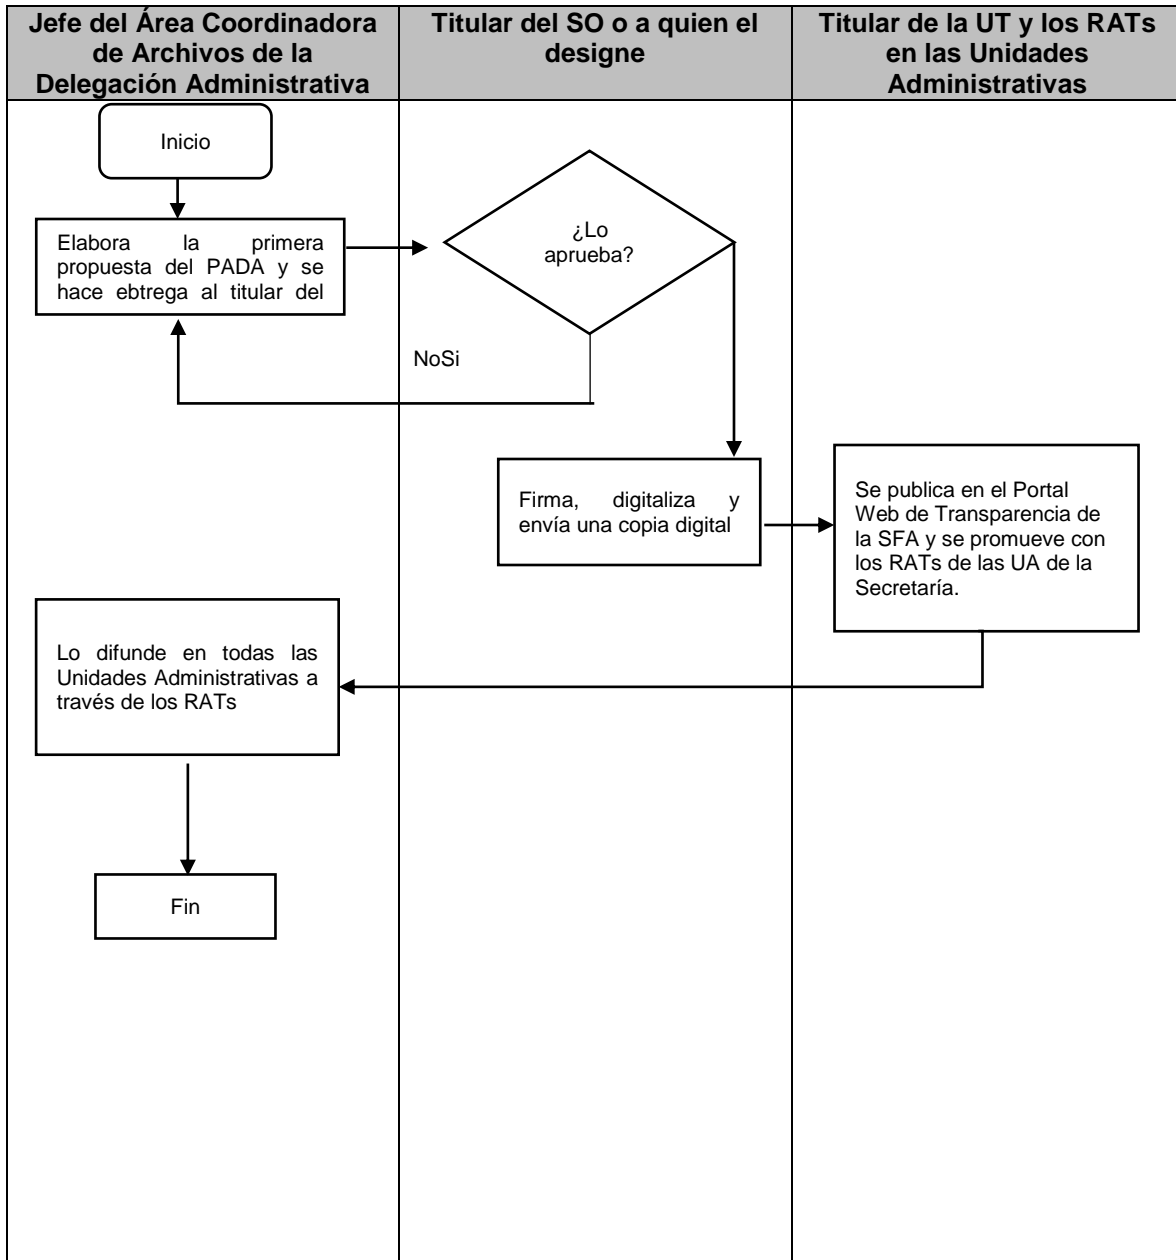 Jefe del Área Coordinadora
de Archivos de la
Delegación Administrativa
Titular del SO o a quien el
designe
Titular de la UT y los RATs
en las Unidades
Administrativas
Inicio
Elabora la primera
propuesta del PADA y se
hace ebtrega al titular del
¿Lo
aprueba?
NoSi
Firma, digitaliza y
envía una copia digital
Se publica en el Portal
Web de Transparencia de
la SFA y se promueve con
los RATs de las UA de la
Secretaría.
Lo difunde en todas las
Unidades Administrativas a
través de los RATs
Fin